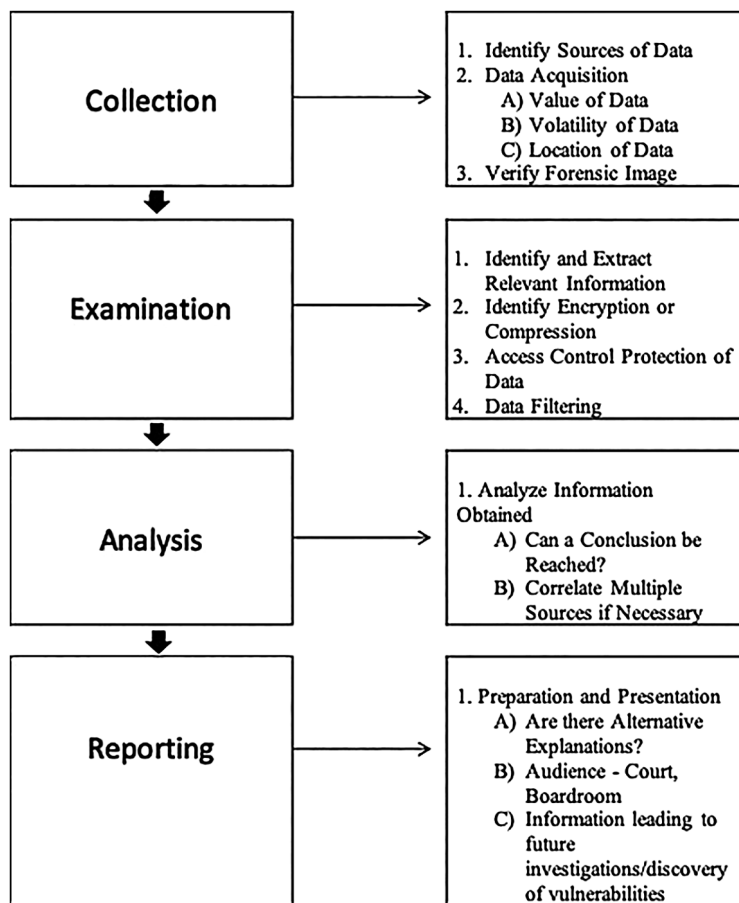 Collection
1. Identify Sources of Data
2. Data Acquisition
A) Value of Data
B) Volatility of Data
C) Location of Data
3. Verify Forensic Image
Examination
1. Identify and Extract
Relevant Information
2. Identify Encryption or
Compression
3. Access Control Protection of
Data
4. Data Filtering
Analysis
1. Analyze Information
Obtained
A) Can a Conclusion be
Reached?
B) Correlate Multiple
Sources if Necessary
Reporting
1. Preparation and Presentation
A) Are there Alternative
Explanations?
B) Audience - Court,
Boardroom
C) Information leading to
future
investigations/discovery
of vulnerabilities